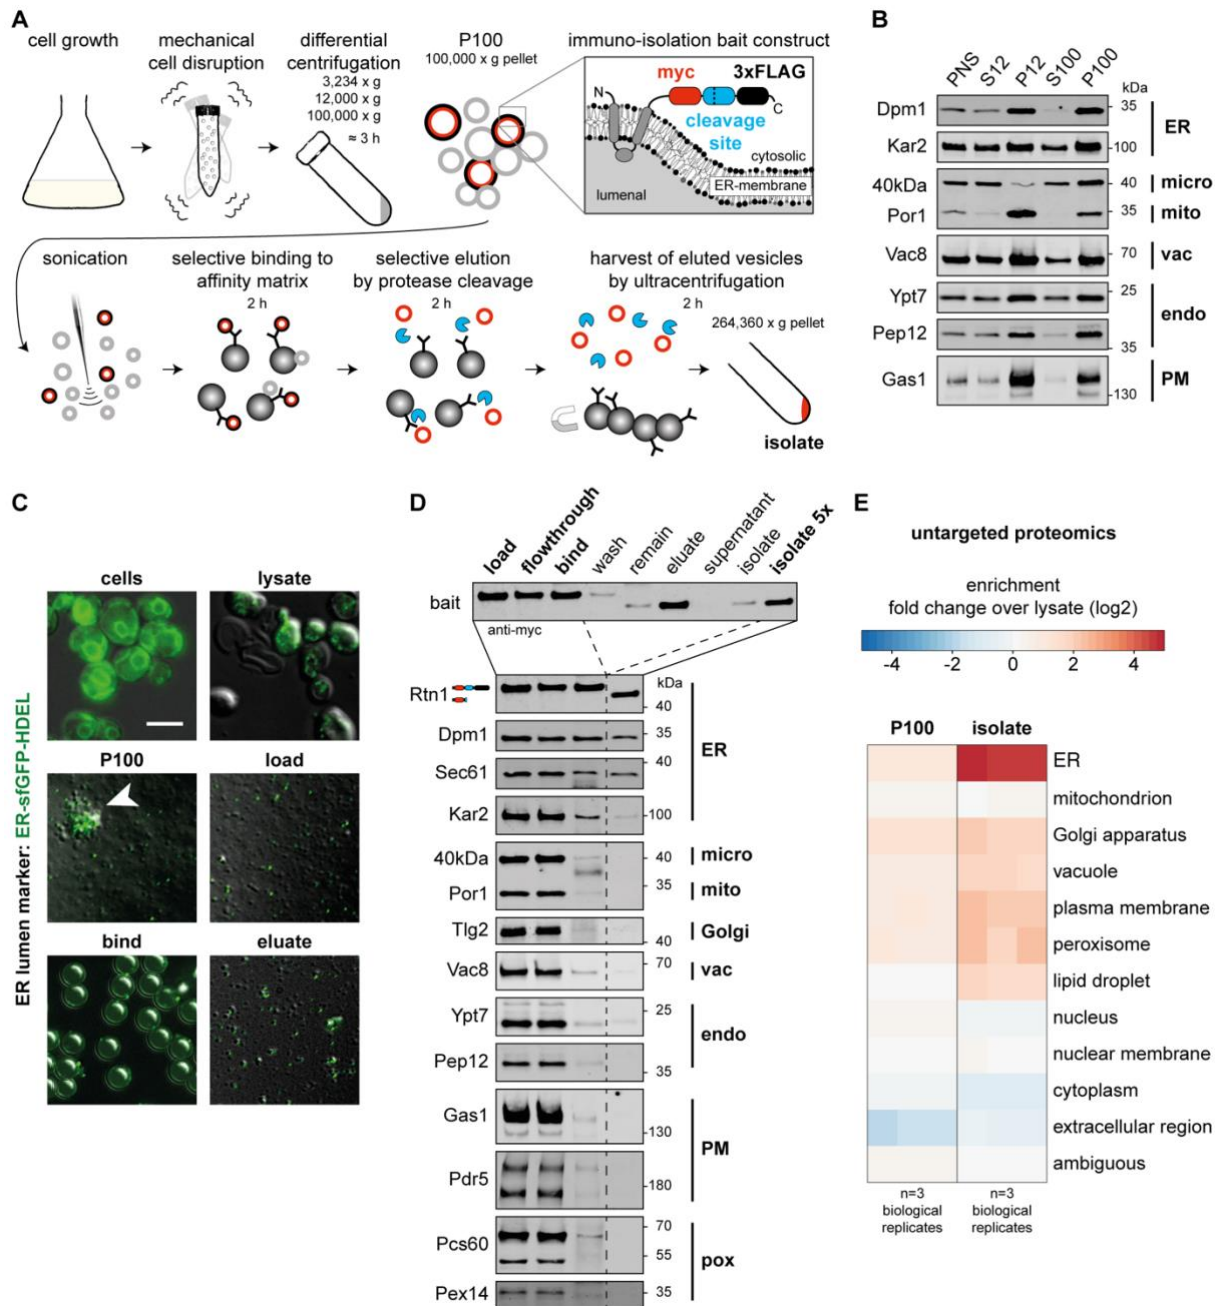 A
cell growth
mechanical
cell disruption
differential
centrifugation
3,234 x g
12,000 x g
100,000 x g
≈ 3 h
P100
100,000 x g pellet
immuno-isolation bait construct
myc
3xFLAG
N
C
cleavage
site
cytosolic
lumenal
ER-membrane
sonication
selective binding to
affinity matrix
2 h
selective elution
by protease cleavage
2 h
harvest of eluted vesicles
by ultracentrifugation
2 h
264,360 x g pellet
isolate
B
PNS
S12
P12
S100
P100
kDa
Dpm1
35
ER
Kar2
100
40kDa
40
micro
Por1
35
mito
Vac8
70
vac
Ypt7
25
endo
Pep12
35
Gas1
130
PM
C
ER lumen marker: ER-sfGFP-HDEL
cells
lysate
P100
load
bind
eluate
D
load
flowthrough
bind
wash
remain
eluate
supernatant
isolate
isolate 5x
bait
anti-myc
kDa
Rtn1
40
Dpm1
35
ER
Sec61
40
Kar2
100
40kDa
40
micro
Por1
35
mito
Tlg2
40
Golgi
Vac8
70
vac
Ypt7
25
endo
Pep12
35
Gas1
130
PM
Pdr5
180
Pcs60
70
55
pox
Pex14
35
E
untargeted proteomics
enrichment
fold change over lysate (log2)
-4 -2 0 2 4
P100 isolate
ER
mitochondrion
Golgi apparatus
vacuole
plasma membrane
peroxisome
lipid droplet
nucleus
nuclear membrane
cytoplasm
extracellular region
ambiguous
n=3
biological
replicates
n=3
biological
replicates